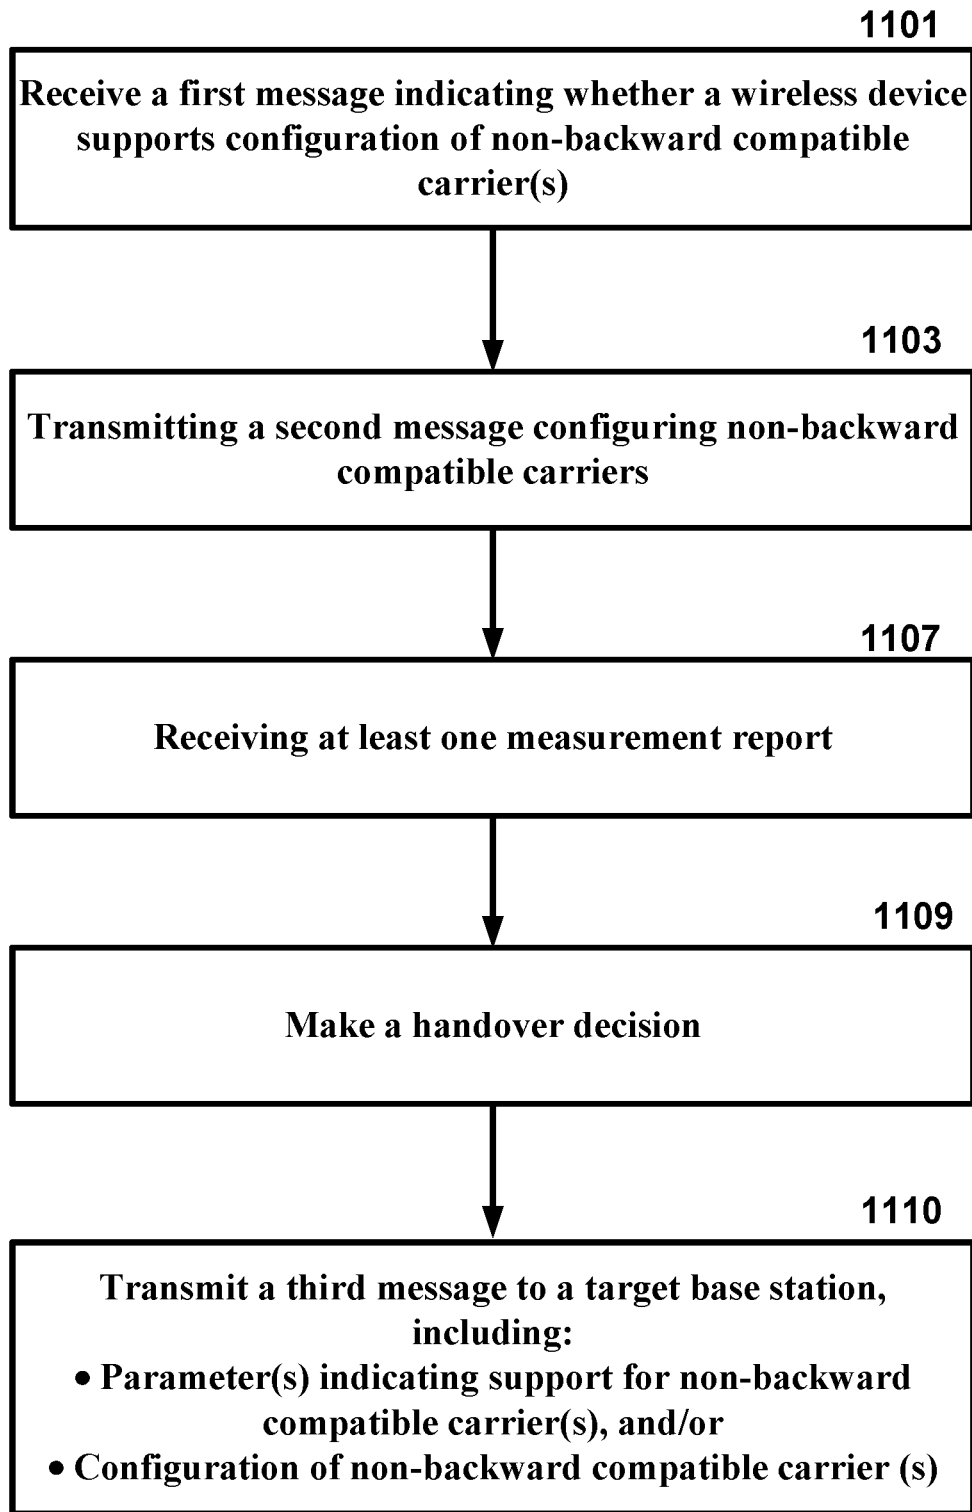 1101
Receive a first message indicating whether a wireless device
supports configuration of non-backward compatible
carrier(s)
1103
Transmitting a second message configuring non-backward
compatible carriers
1107
Receiving at least one measurement report
1109
Make a handover decision
1110
Transmit a third message to a target base station,
including:
• Parameter(s) indicating support for non-backward
compatible carrier(s), and/or
• Configuration of non-backward compatible carrier (s)